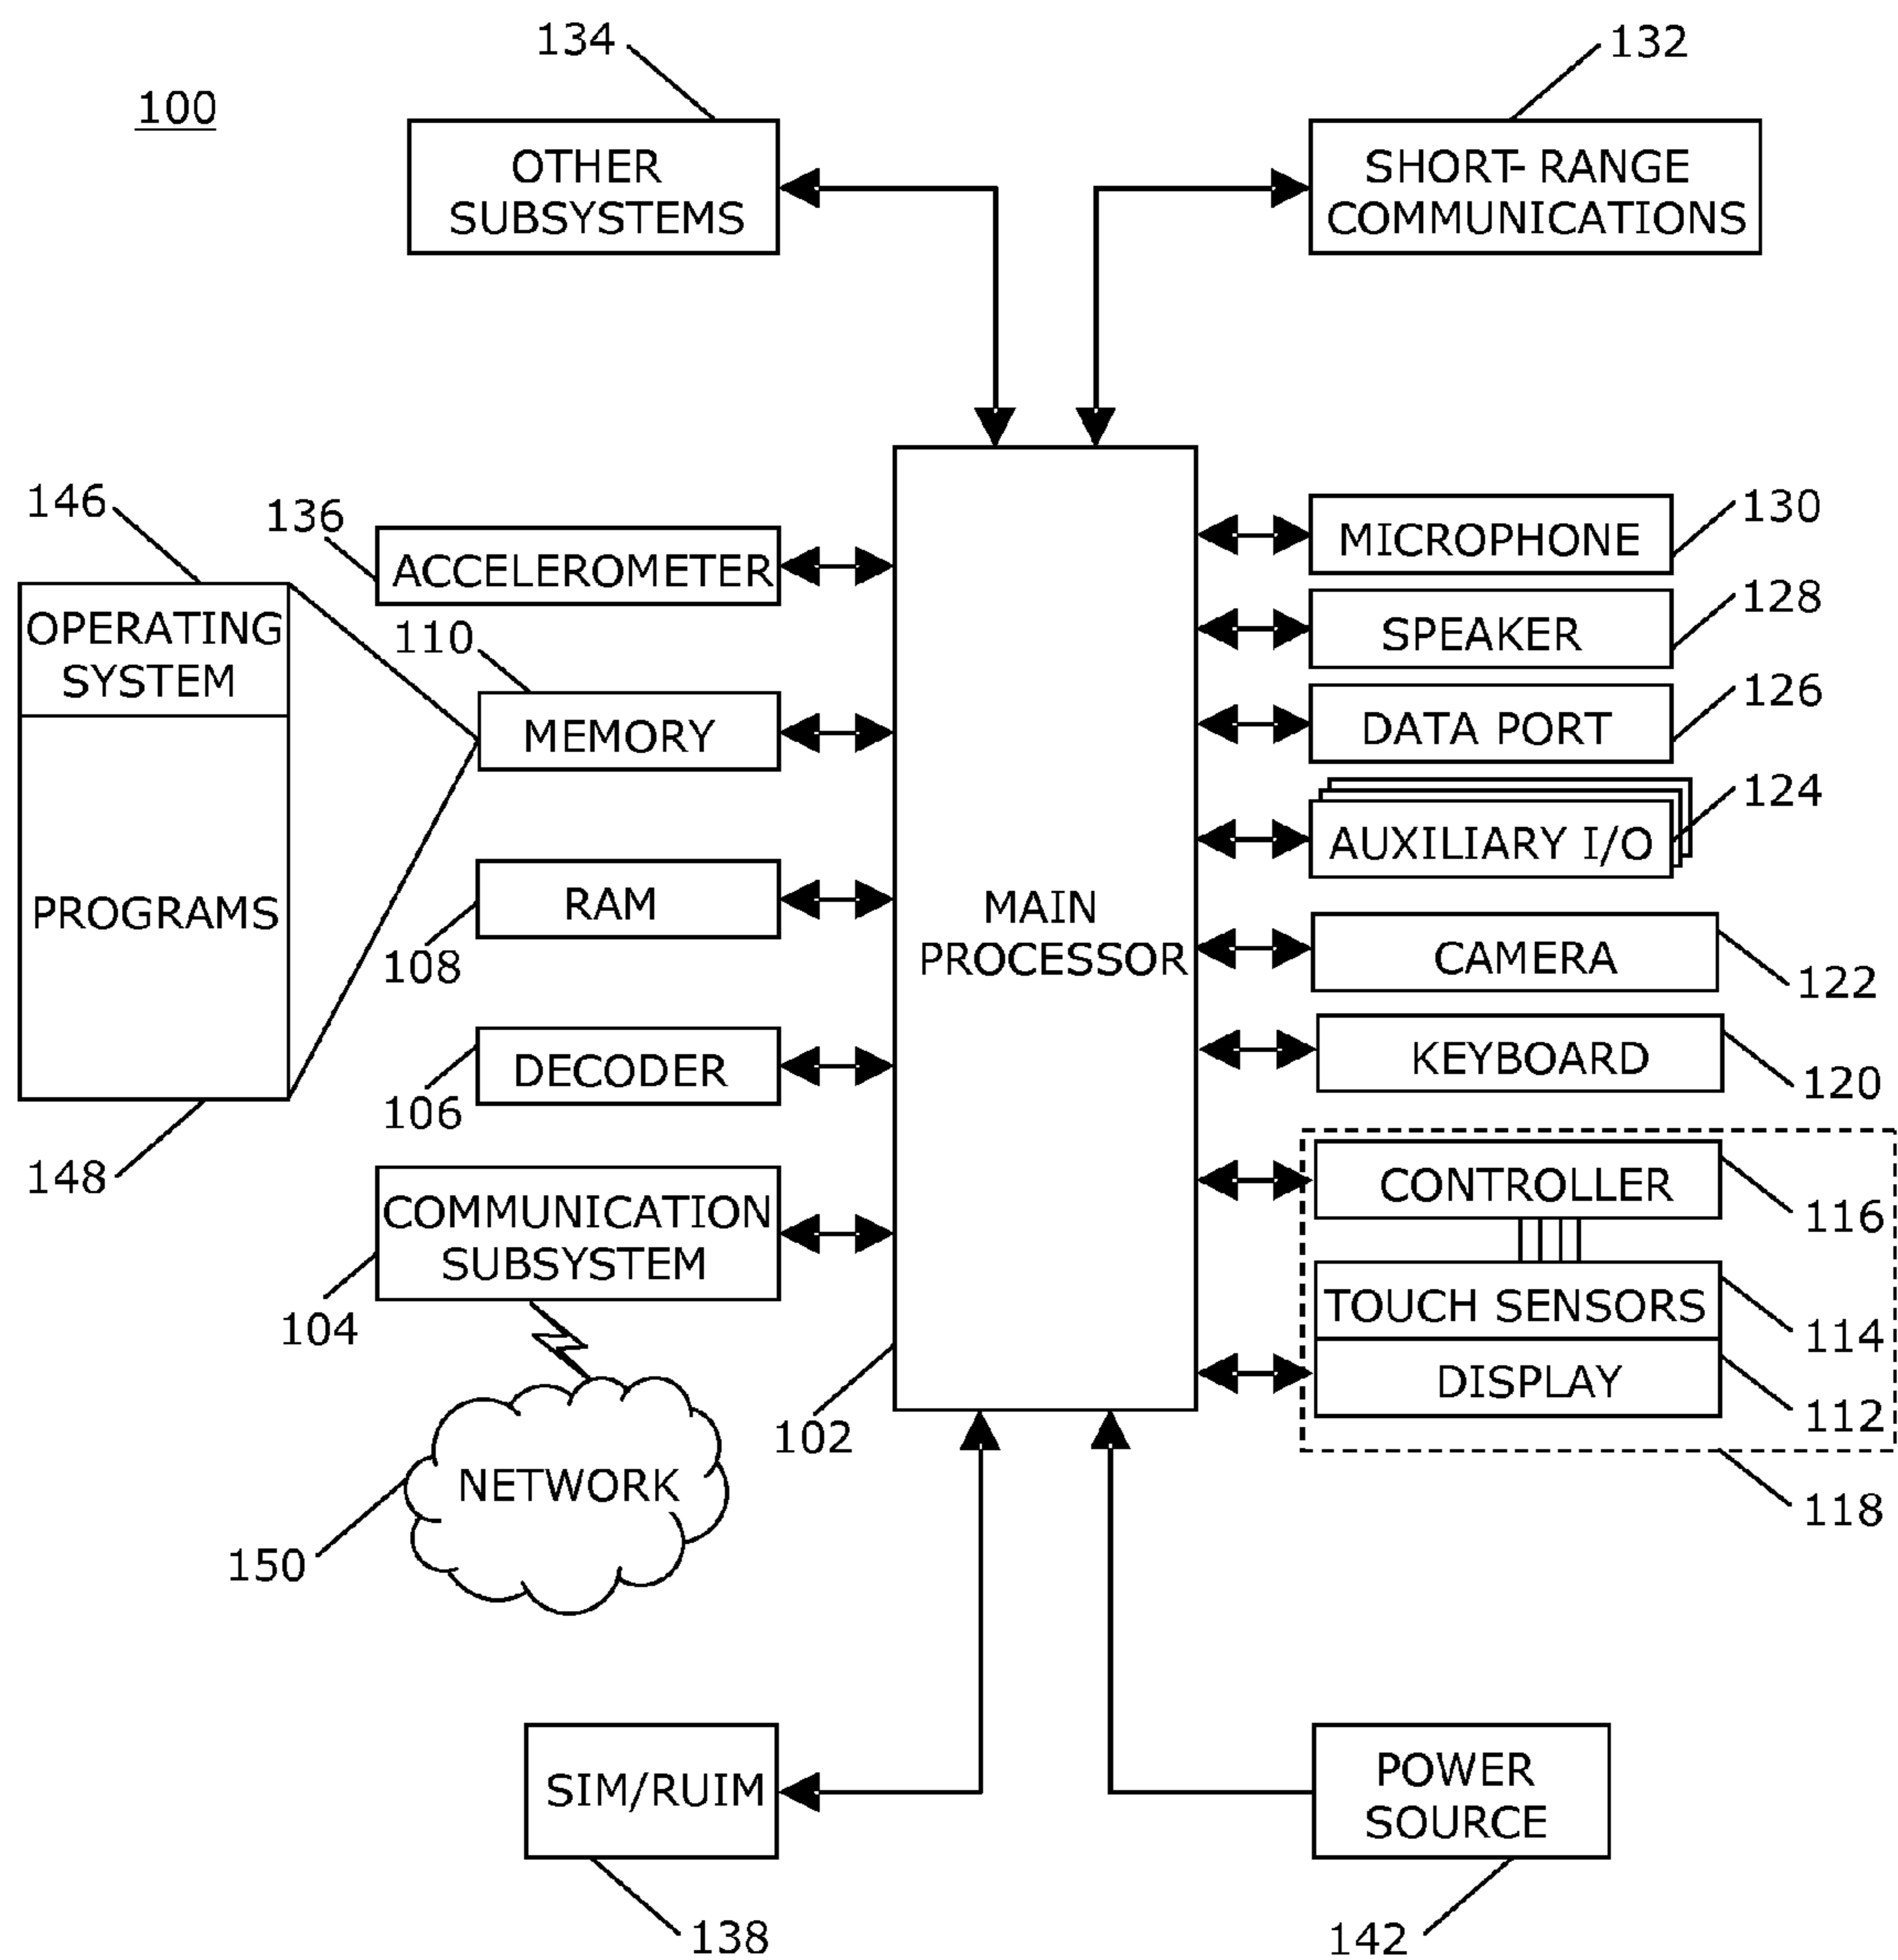 134
132
100
OTHER
SUBSYSTEMS
SHORT-RANGE
COMMUNICATIONS
146
136
ACCELEROMETER
MICROPHONE
130
OPERATING
SYSTEM
110
MEMORY
SPEAKER
128
DATA PORT
126
AUXILIARY I/O
124
PROGRAMS
RAM
108
MAIN
PROCESSOR
CAMERA
122
DECODER
106
KEYBOARD
120
148
COMMUNICATION
SUBSYSTEM
104
CONTROLLER
116
TOUCH SENSORS
114
DISPLAY
112
102
118
NETWORK
150
SIM/RUIM
138
POWER
SOURCE
142